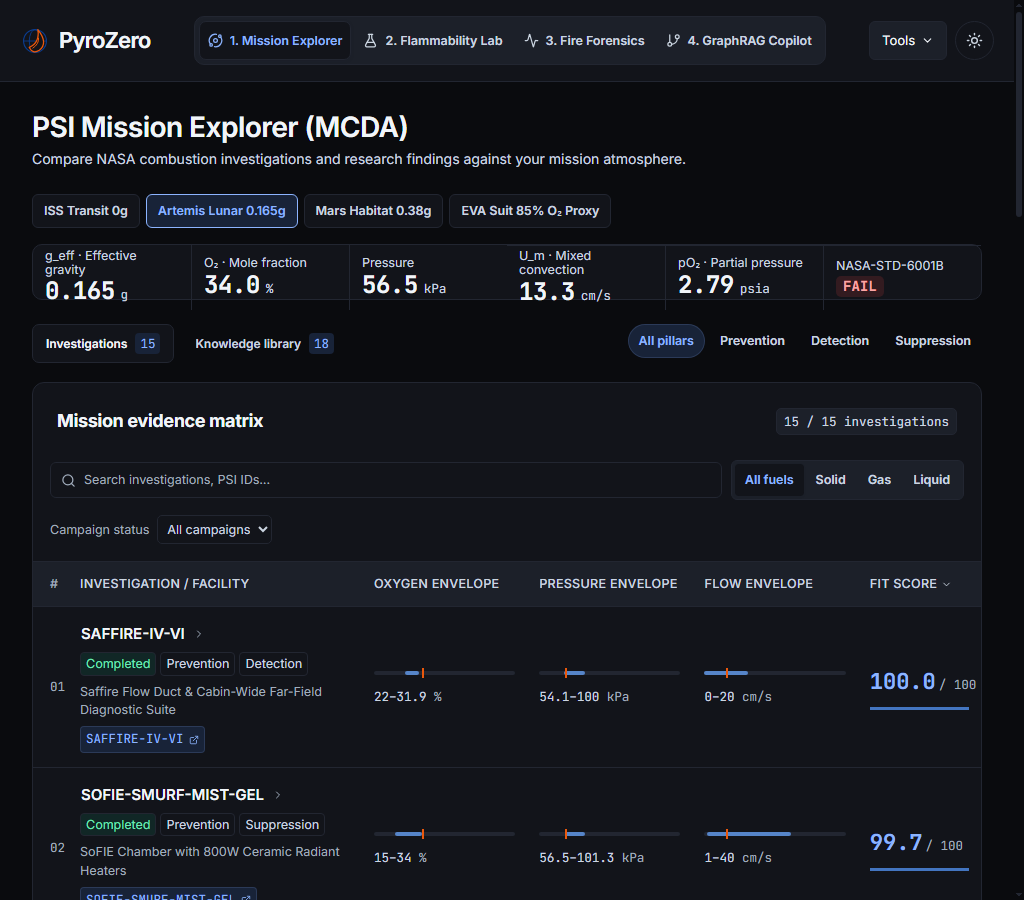 PyroZero
1. Mission Explorer
2. Flammability Lab
3. Fire Forensics
4. GraphRAG Copilot
Tools
PSI Mission Explorer (MCDA)
Compare NASA combustion investigations and research findings against your mission atmosphere.
ISS Transit 0g
Artemis Lunar 0.165g
Mars Habitat 0.38g
EVA Suit 85% O₂ Proxy
g_eff · Effective
gravity
0.165 g
O₂ · Mole fraction
34.0 %
Pressure
56.5 kPa
U_m · Mixed
convection
13.3 cm/s
pO₂ · Partial pressure
2.79 psia
NASA-STD-6001B
FAIL
Investigations 15
Knowledge library 18
All pillars
Prevention
Detection
Suppression
Mission evidence matrix
15 / 15 investigations
Search investigations, PSI IDs...
All fuels
Solid
Gas
Liquid
Campaign status
All campaigns
# INVESTIGATION / FACILITY OXYGEN ENVELOPE PRESSURE ENVELOPE FLOW ENVELOPE FIT SCORE
SAFFIRE-IV-VI
Completed Prevention Detection
01
Saffire Flow Duct & Cabin-Wide Far-Field
Diagnostic Suite
SAFFIRE-IV-VI
22–31.9 %
54.1–100 kPa
0–20 cm/s
100.0 / 100
SOFIE-SMURF-MIST-GEL
Completed Prevention Suppression
02
SoFIE Chamber with 800W Ceramic Radiant
Heaters
SOFIE-SMURF-MIST-GEL
15–34 %
56.5–101.3 kPa
1–40 cm/s
99.7 / 100